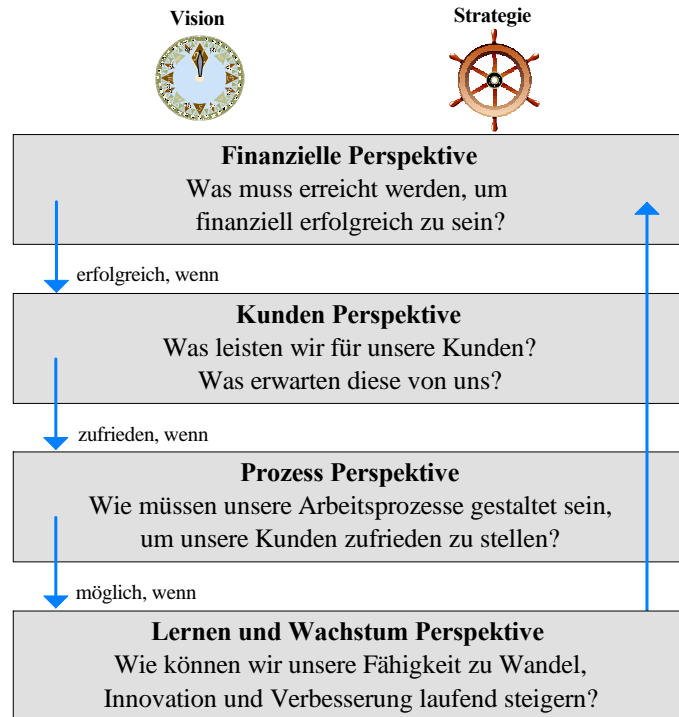 Vision
Strategie
Finanzielle Perspektive
Was muss erreicht werden, um
finanziell erfolgreich zu sein?
erfolgreich, wenn
Kunden Perspektive
Was leisten wir für unsere Kunden?
Was erwarten diese von uns?
zufrieden, wenn
Prozess Perspektive
Wie müssen unsere Arbeitsprozesse gestaltet sein,
um unsere Kunden zufrieden zu stellen?
möglich, wenn
Lernen und Wachstum Perspektive
Wie können wir unsere Fähigkeit zu Wandel,
Innovation und Verbesserung laufend steigern?